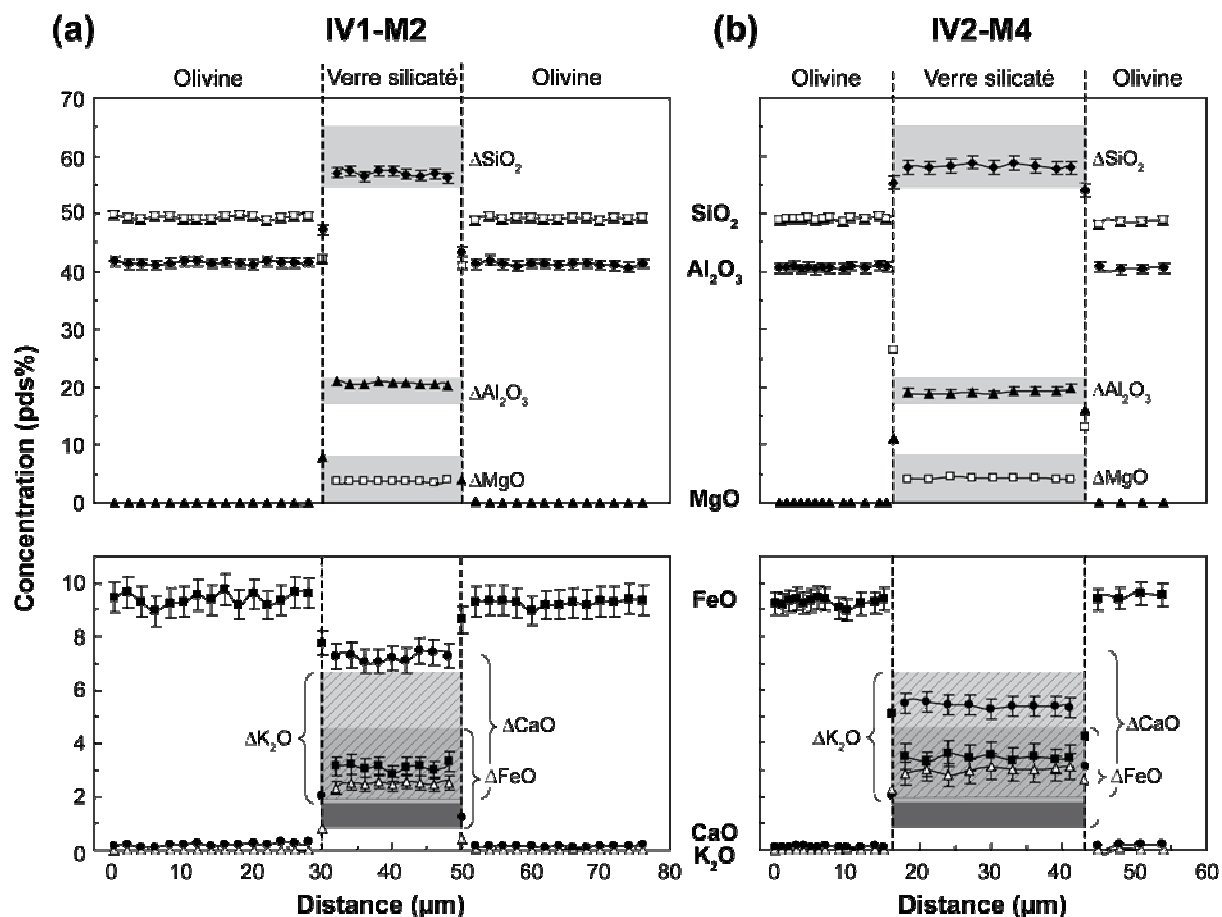 (a) IV1-M2
(b) IV2-M4
Olivine Verre silicaté Olivine
Olivine Verre silicaté Olivine
Concentration (pds%)
70
60
50
40
30
20
10
0
ΔSiO₂
ΔAl₂O₃
ΔMgO
SiO₂
Al₂O₃
MgO
ΔSiO₂
ΔAl₂O₃
ΔMgO
10
8
6
4
2
0
ΔK₂O
ΔCaO
ΔFeO
FeO
CaO
K₂O
ΔK₂O
ΔCaO
ΔFeO
0 10 20 30 40 50 60 70 80
0 10 20 30 40 50 60
Distance (µm)
Distance (µm)